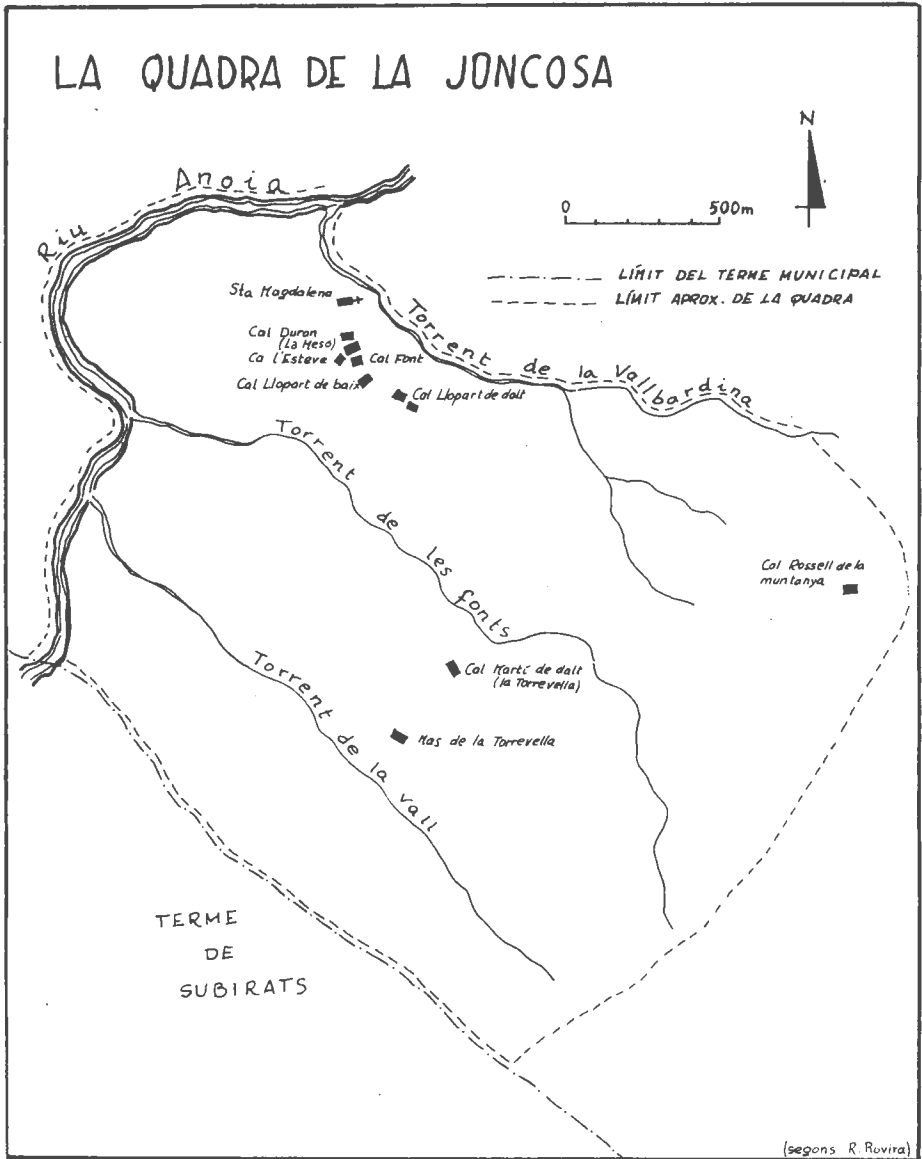 LA QUADRA DE LA JONCOSA
N
0 500m
LÍMIT DEL TERME MUNICIPAL
LÍMIT APROX. DE LA QUADRA
Riu Anoia
Sta Magdalena
Cal Duran
(La Mesó)
Ca l'Esteve
Cal Font
Cal Llopart de baix
Cal Llopart de dalt
Torrent de la Vallbardina
Torrent de les fonts
Cal Rossell de la
muntanya
Cal Martí de dalt
(la Torrevella)
Mas de la Torrevella
Torrent de la vall
TERME
DE
SUBIRATS
(segons R. Rovira)